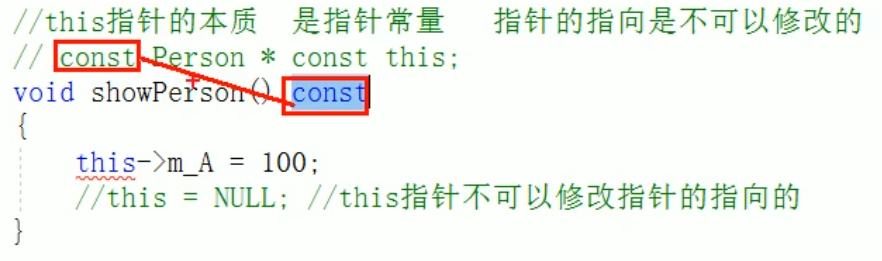 //this指针的本质 是指针常量 指针的指向是不可以修改的
// const Person * const this;
void showPerson() const
{
this->m_A = 100;
//this = NULL; //this指针不可以修改指针的指向的
}